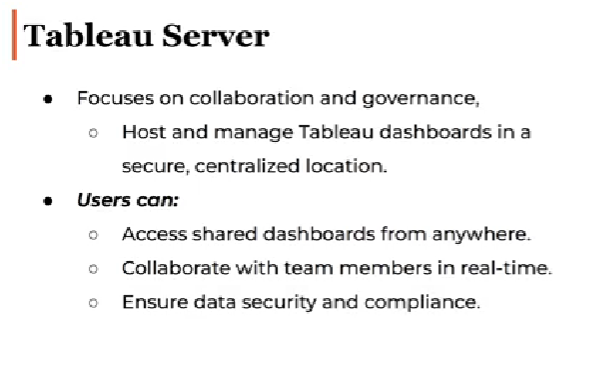 Tableau Server
● Focuses on collaboration and governance,
○ Host and manage Tableau dashboards in a
secure, centralized location.
● Users can:
○ Access shared dashboards from anywhere.
○ Collaborate with team members in real-time.
○ Ensure data security and compliance.